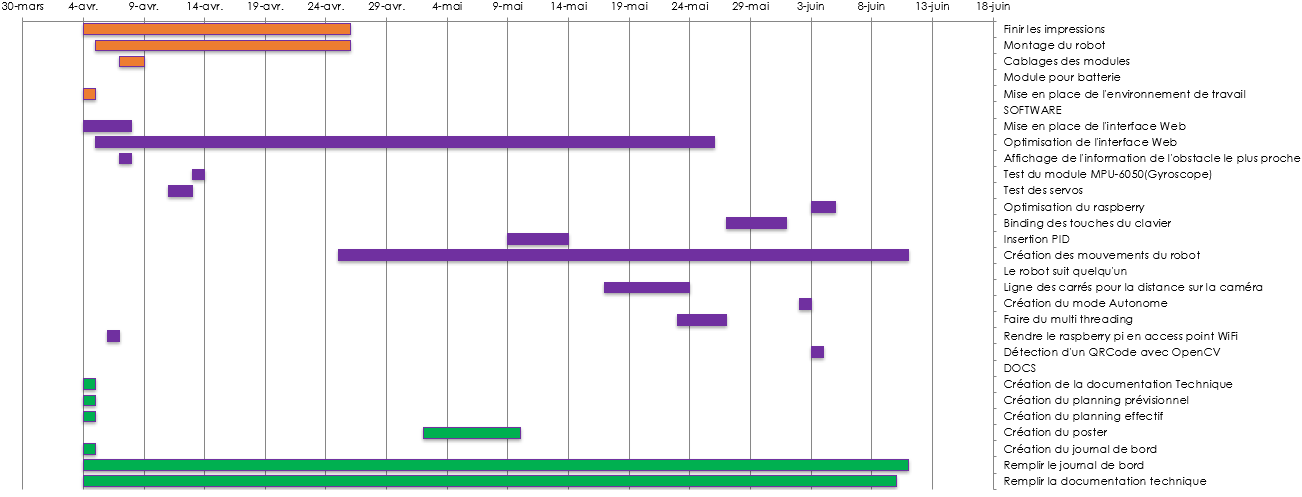 30-mars 4-avr. 9-avr. 14-avr. 19-avr. 24-avr. 29-avr. 4-mai 9-mai 14-mai 19-mai 24-mai 29-mai 3-juin 8-juin 13-juin 18-juin
Finir les impressions
Montage du robot
Cablages des modules
Module pour batterie
Mise en place de l'environnement de travail
SOFTWARE
Mise en place de l'interface Web
Optimisation de l'interface Web
Affichage de l'information de l'obstacle le plus proche
Test du module MPU-6050(Gyroscope)
Test des servos
Optimisation du raspberry
Binding des touches du clavier
Insertion PID
Création des mouvements du robot
Le robot suit quelqu'un
Ligne des carrés pour la distance sur la caméra
Création du mode Autonome
Faire du multi threading
Rendre le raspberry pi en access point WiFi
Détection d'un QRCode avec OpenCV
DOCS
Création de la documentation Technique
Création du planning prévisionnel
Création du planning effectif
Création du poster
Création du journal de bord
Remplir le journal de bord
Remplir la documentation technique